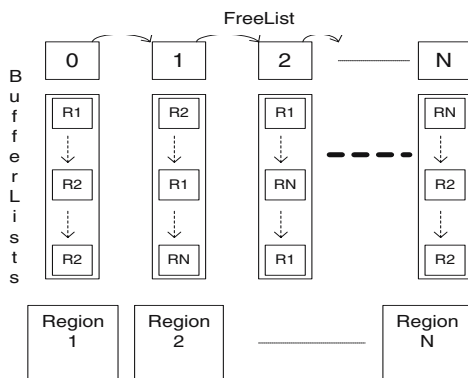 FreeList
0 1 2 N
BufferLists
R1 R2 R1 RN
R2 R1 RN R2
R2 RN R1 R2
Region 1
Region 2
Region N